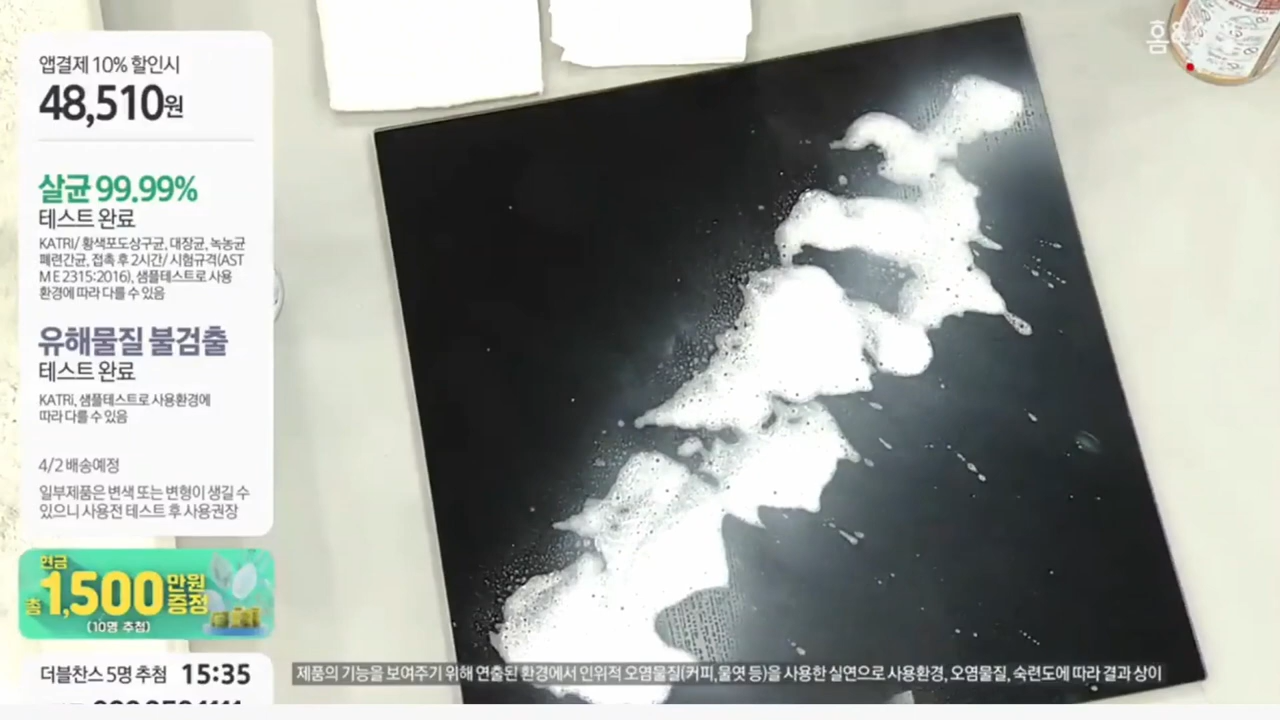 앱결제 10% 할인시
48,510원
살균 99.99%
테스트 완료
KATRI/ 황색포도상구균, 대장균, 녹농균
폐련간균, 접촉 후 2시간/ 시험규격(AST
M E 2315:2016), 샘플테스트로 사용
환경에 따라 다를 수 있음
유해물질 불검출
테스트 완료
KATRi, 샘플테스트로 사용환경에
따라 다를 수 있음
4/2 배송예정
일부제품은 변색 또는 변형이 생길 수
있으니 사용전 테스트 후 사용권장
현금
총 1,500만원
증정
(10명 추첨)
더블찬스 5명 추첨 15:35
제품의 기능을 보여주기 위해 연출된 환경에서 인위적 오염물질(커피,물엿 등)을 사용한 실연으로 사용환경, 오염물질, 숙련도에 따라 결과 상이